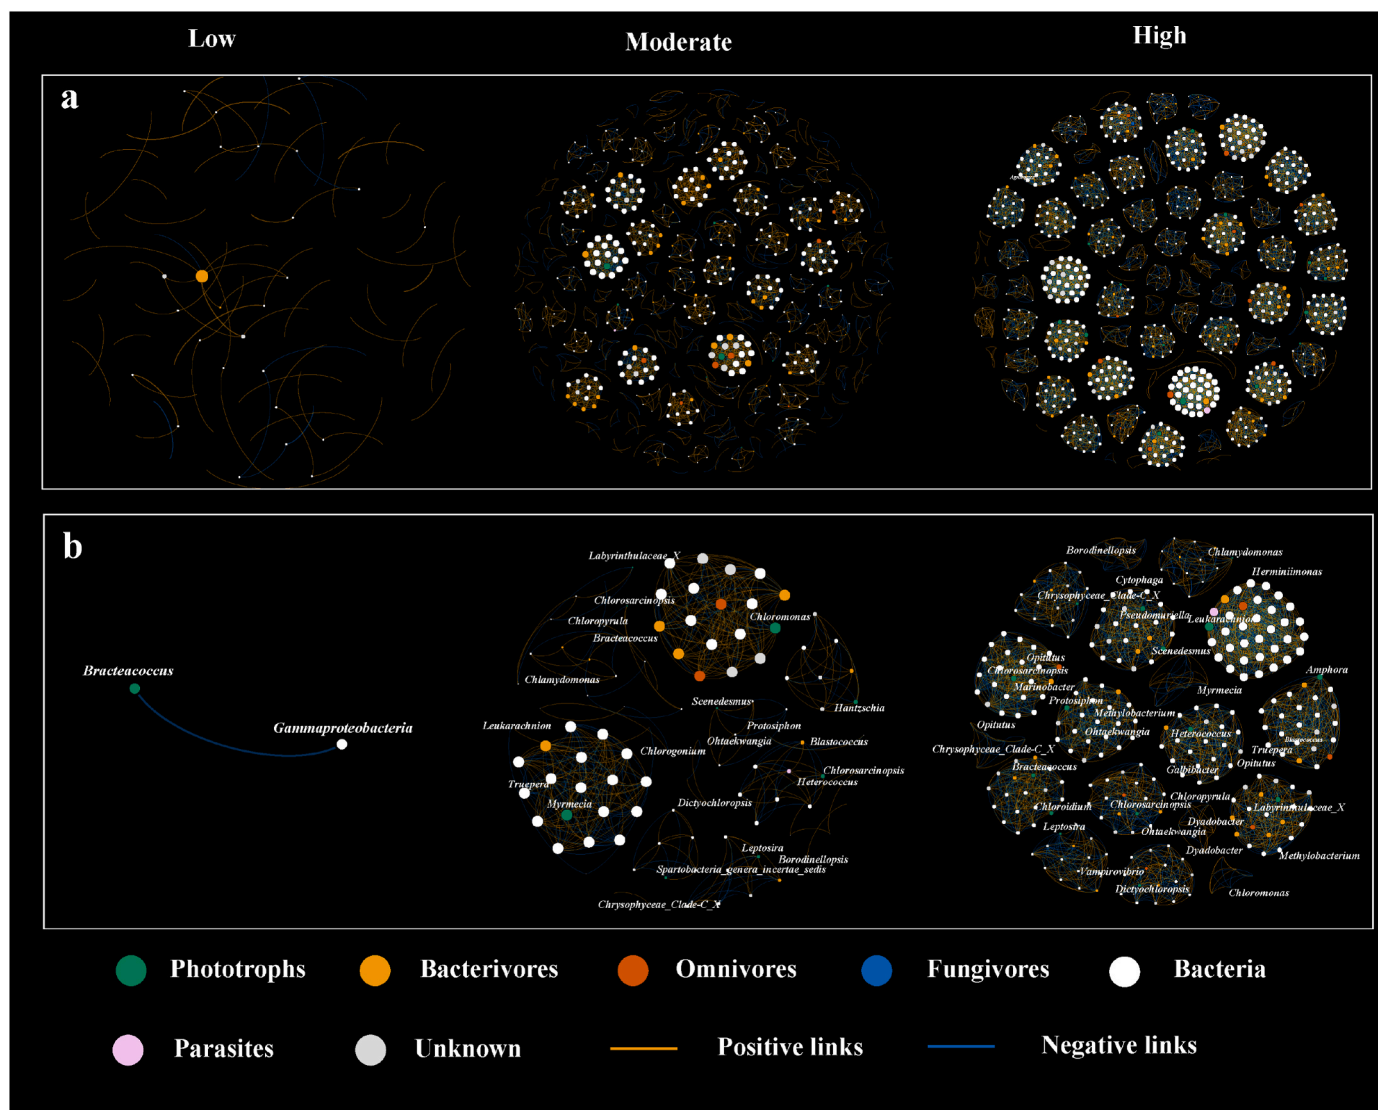 Low
Moderate
High
a
b
Bracteacoccus
Gammaproteobacteria
Labyrinthulaceae_X
Chlorosarcinopsis
Chloropyrula
Bracteacoccus
Chloromonas
Chlamydomonas
Scenedesmus
Hantzschia
Leukarachnion
Protosiphon
Ohtaekwangia
Blastococcus
Chlorogonium
Truepera
Chlorosarcinopsis
Heterococcus
Myrmecia
Dictyochloropsis
Leptosira
Borodinellopsis
Spartobacteria_genera_incertae_sedis
Chrysophyceae_Clade-C_X
Borodinellopsis
Chlamydomonas
Cytophaga
Herminiimonas
Chrysophyceae_Clade-C_X
Pseudomuriella
Leukarachnion
Scenedesmus
Opitutus
Chlorosarcinopsis
Marinobacter
Amphora
Myrmecia
Protosiphon
Methylobacterium
Opitutus
Ohtaekwangia
Heterococcus
Chrysophyceae_Clade-C_X
Truepera
Opitutus
Bracteacoccus
Galbibacter
Chloropyrula
Chloroidium
Chlorosarcinopsis
Labyrinthulaceae_X
Dyadobacter
Leptosira
Ohtaekwangia
Dyadobacter
Methylobacterium
Vampirovibrio
Dictyochloropsis
Chloromonas
Phototrophs
Bacterivores
Omnivores
Fungivores
Bacteria
Parasites
Unknown
Positive links
Negative links